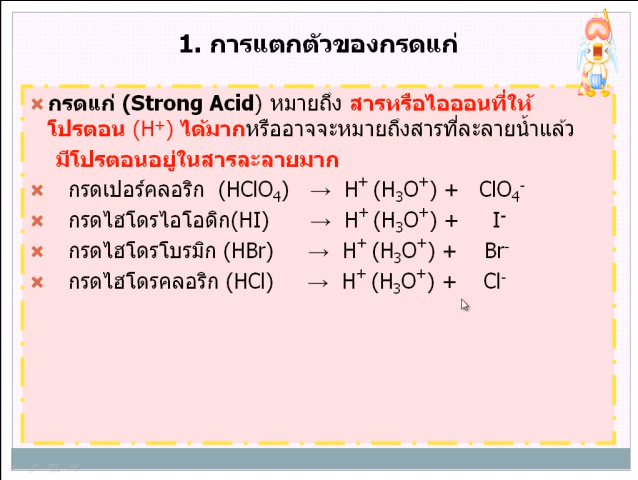 1. การแตกตัวของกรดแก่
กรดแก่ (Strong Acid) หมายถึง สารหรือไอออนที่ให้
โปรตอน (H⁺) ได้มากหรืออาจจะหมายถึงสารที่ละลายน้ำแล้ว
มีโปรตอนอยู่ในสารละลายมาก
กรดเปอร์คลอริก (HClO₄) → H⁺ (H₃O⁺) + ClO₄⁻
กรดไฮโดรไอโอดิก(HI) → H⁺ (H₃O⁺) + I⁻
กรดไฮโดรโบรมิก (HBr) → H⁺ (H₃O⁺) + Br⁻
กรดไฮโดรคลอริก (HCl) → H⁺ (H₃O⁺) + Cl⁻